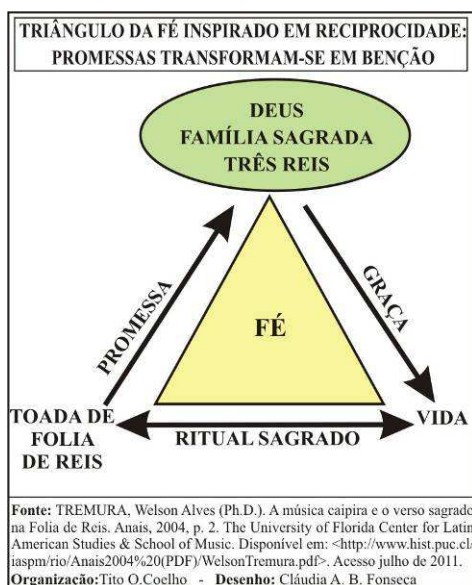 TRIÂNGULO DA FÉ INSPIRADO EM RECIPROCIDADE:
PROMESSAS TRANSFORMAM-SE EM BENÇÃO
DEUS
FAMÍLIA SAGRADA
TRÊS REIS
PROMESSA
GRAÇA
FÉ
TOADA DE
FOLIA
DE REIS
RITUAL SAGRADO
VIDA
Fonte: TREMURA, Welson Alves (Ph.D.). A música caipira e o verso sagrado
na Folia de Reis. Anais, 2004, p. 2. The University of Florida Center for Latin
American Studies & School of Music. Disponível em: <http://www.hist.puc.cl/
iaspm/rio/Anais2004%20(PDF)/WelsonTremura.pdf>. Acesso julho de 2011.
Organização:Tito O.Coelho - Desenho: Cláudia A. B. Fonseca